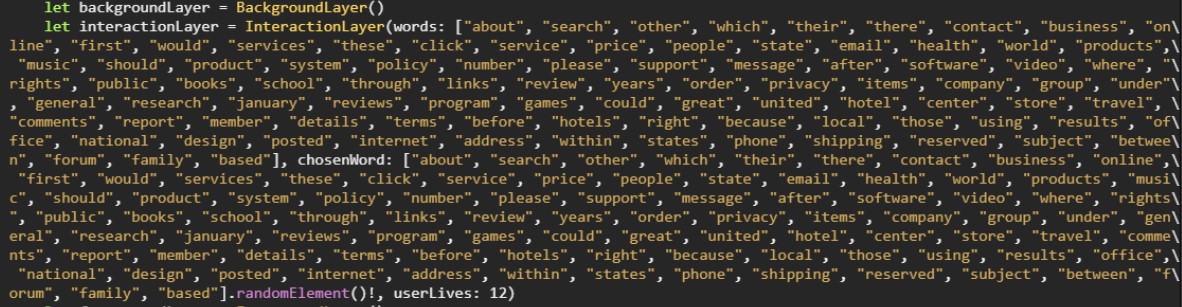 let backgroundLayer = BackgroundLayer()
let interactionLayer = InteractionLayer(words: ["about", "search", "other", "which", "their", "there", "contact", "business", "on\
line", "first", "would", "services", "these", "click", "service", "price", "people", "state", "email", "health", "world", "products",\
"music", "should", "product", "system", "policy", "number", "please", "support", "message", "after", "software", "video", "where", "\
rights", "public", "books", "school", "through", "links", "review", "years", "order", "privacy", "items", "company", "group", "under"\
, "general", "research", "january", "reviews", "program", "games", "could", "great", "united", "hotel", "center", "store", "travel", \
"comments", "report", "member", "details", "terms", "before", "hotels", "right", "because", "local", "those", "using", "results", "of\
fice", "national", "design", "posted", "internet", "address", "within", "states", "phone", "shipping", "reserved", "subject", "betwee\
n", "forum", "family", "based"], chosenWord: ["about", "search", "other", "which", "their", "there", "contact", "business", "online",\
"first", "would", "services", "these", "click", "service", "price", "people", "state", "email", "health", "world", "products", "musi\
c", "should", "product", "system", "policy", "number", "please", "support", "message", "after", "software", "video", "where", "rights\
", "public", "books", "school", "through", "links", "review", "years", "order", "privacy", "items", "company", "group", "under", "gen\
eral", "research", "january", "reviews", "program", "games", "could", "great", "united", "hotel", "center", "store", "travel", "comme\
nts", "report", "member", "details", "terms", "before", "hotels", "right", "because", "local", "those", "using", "results", "office",\
"national", "design", "posted", "internet", "address", "within", "states", "phone", "shipping", "reserved", "subject", "between", "f\
orum", "family", "based"].randomElement()!, userLives: 12)